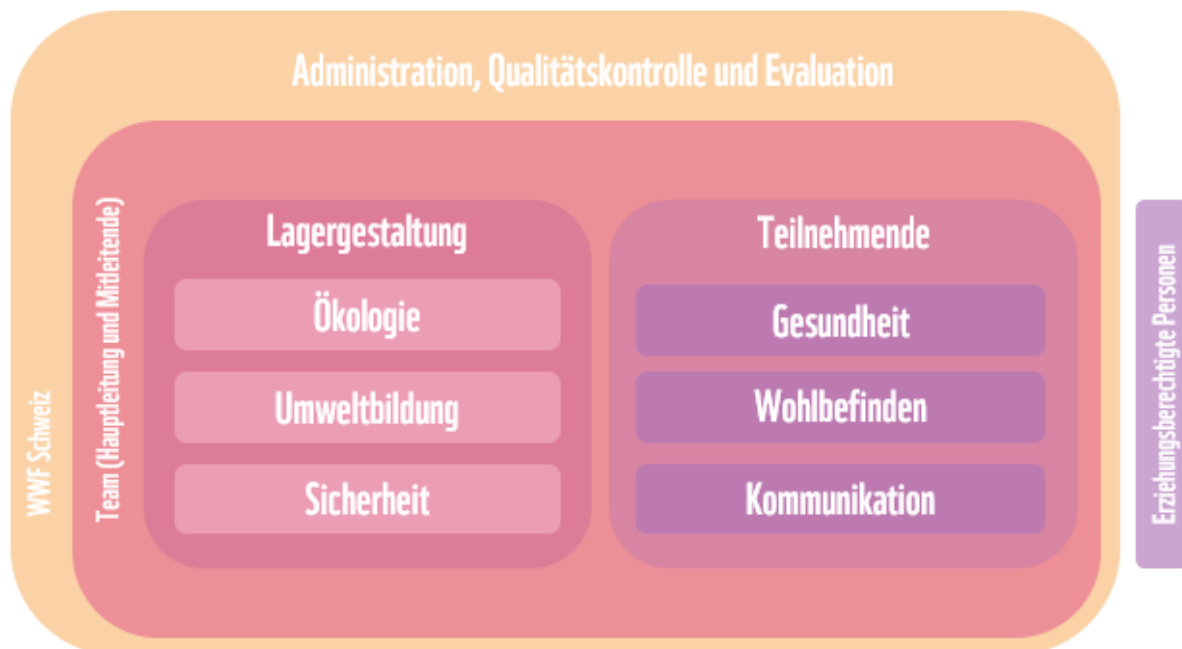 Administration, Qualitätskontrolle und Evaluation
WWF Schweiz
Team (Hauptleitung und Mitleitende)
Lagergestaltung
Ökologie
Umweltbildung
Sicherheit
Teilnehmende
Gesundheit
Wohlbefinden
Kommunikation
Erziehungsberechtigte Personen